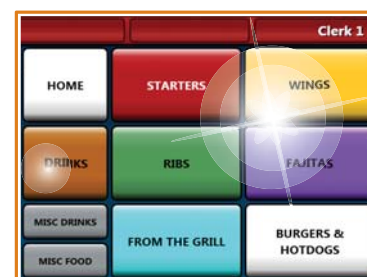 Clerk 1
HOME
STARTERS
WINGS
DRINKS
RIBS
FAJITAS
MISC DRINKS
MISC FOOD
FROM THE GRILL
BURGERS &
HOTDOGS